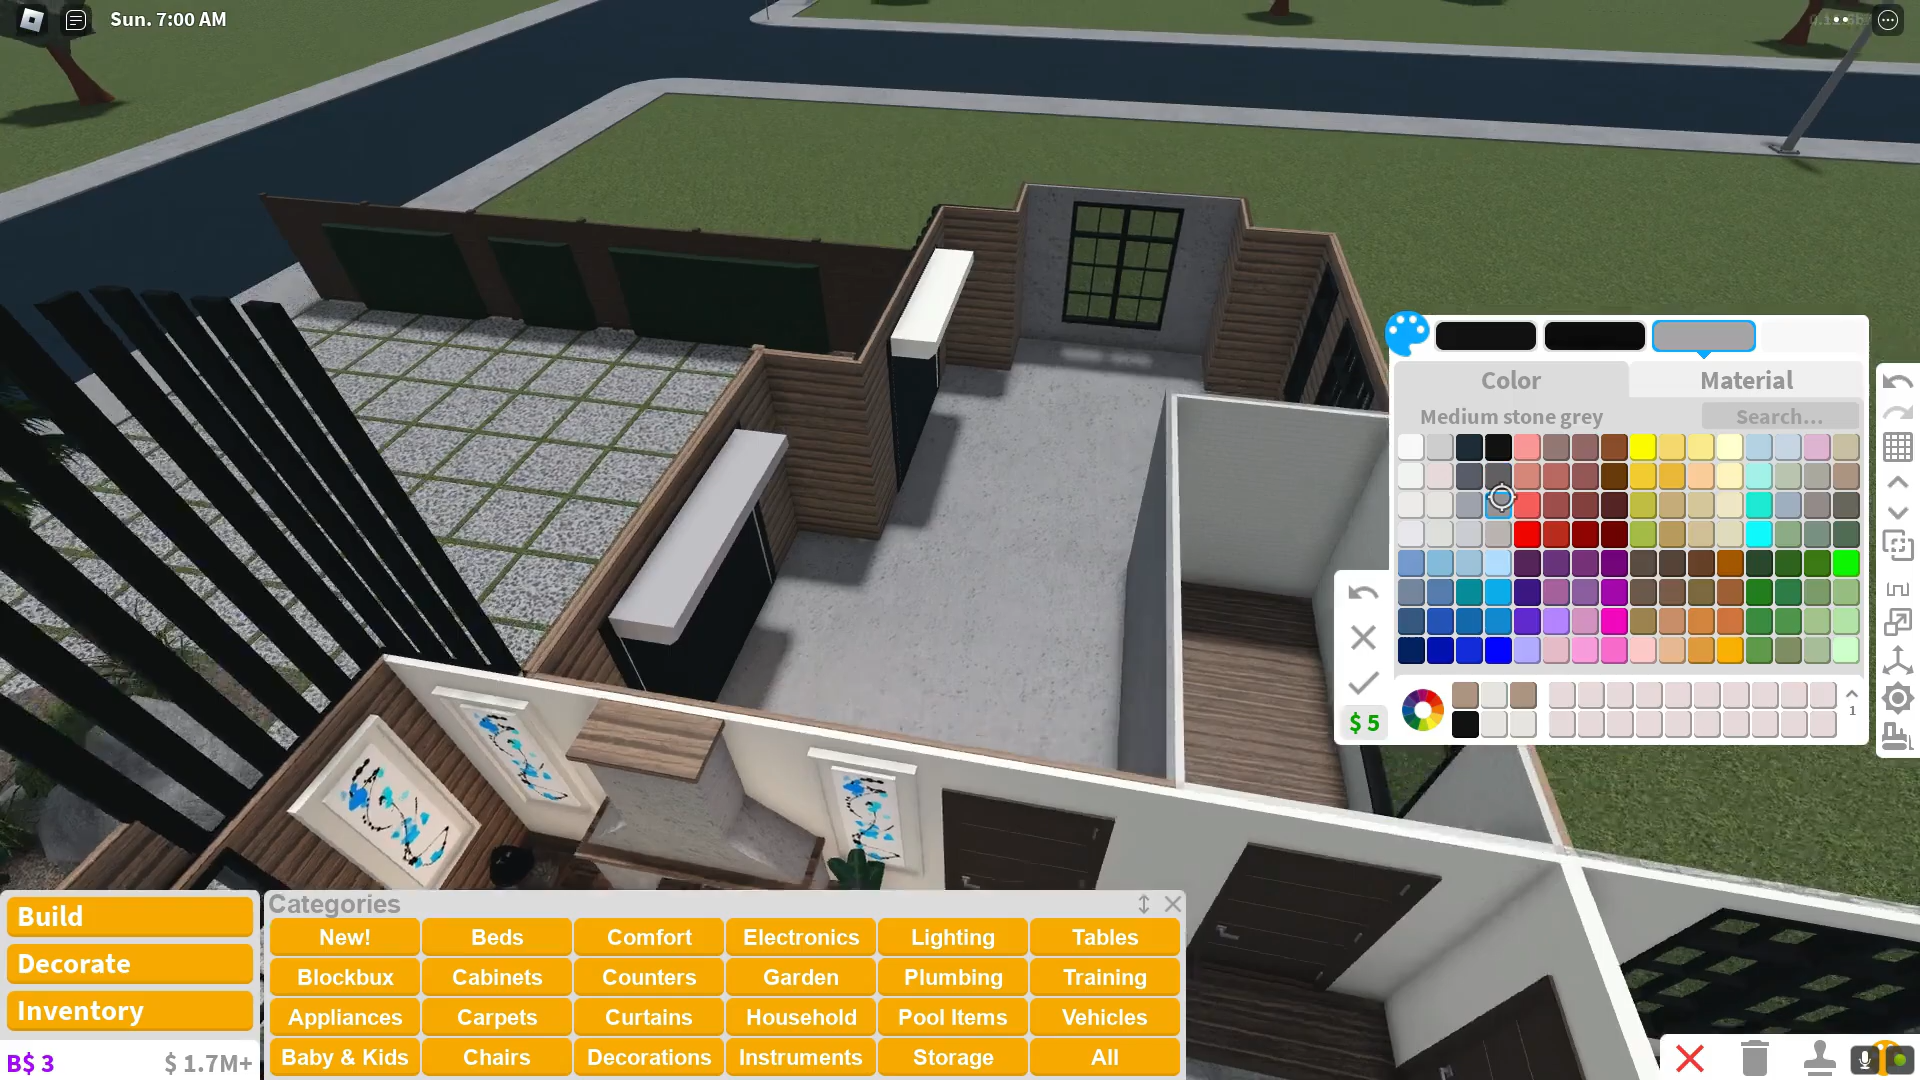 Sun. 7:00 AM
Color
Material
Medium stone grey
Search...
1
$ 5
Build
Decorate
Inventory
B$ 3
$ 1.7M+
Categories
New!
Beds
Comfort
Electronics
Lighting
Tables
Blockbux
Cabinets
Counters
Garden
Plumbing
Training
Appliances
Carpets
Curtains
Household
Pool Items
Vehicles
Baby & Kids
Chairs
Decorations
Instruments
Storage
All